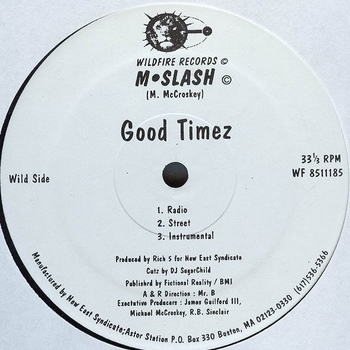 WILDFIRE RECORDS ©
M•SLASH ©
(M. McCroskey)
Good Timez
Wild Side
33⅓ RPM
WF 8511185
1. Radio
2. Street
3. Instrumental
Produced by Rich S for New East Syndicate
Cuts by DJ SugarChild
Published by Fictional Reality / BMI
A & R Direction : Mr. B
Executive Producers : James Guilford III,
Michael McCroskey, R.B. Sinclair
Manufactured by New East Syndicate;Astor Station P.O. Box 330 Boston, MA 02123-0330 (617)536-5366